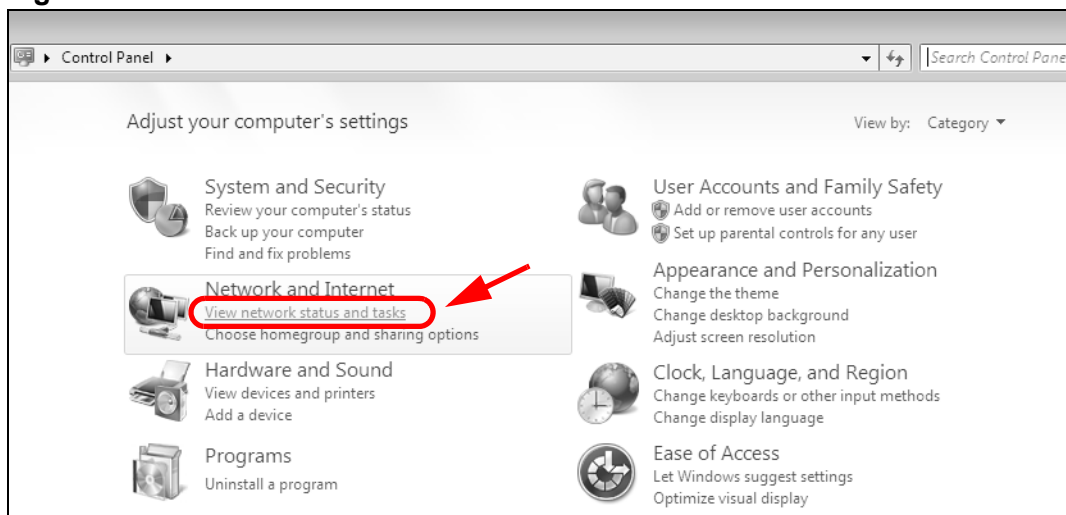 Control Panel
Search Control Pane
Adjust your computer's settings
View by: Category
System and Security
Review your computer's status
Back up your computer
Find and fix problems
Network and Internet
View network status and tasks
Choose homegroup and sharing options
Hardware and Sound
View devices and printers
Add a device
Programs
Uninstall a program
User Accounts and Family Safety
Add or remove user accounts
Set up parental controls for any user
Appearance and Personalization
Change the theme
Change desktop background
Adjust screen resolution
Clock, Language, and Region
Change keyboards or other input methods
Change display language
Ease of Access
Let Windows suggest settings
Optimize visual display